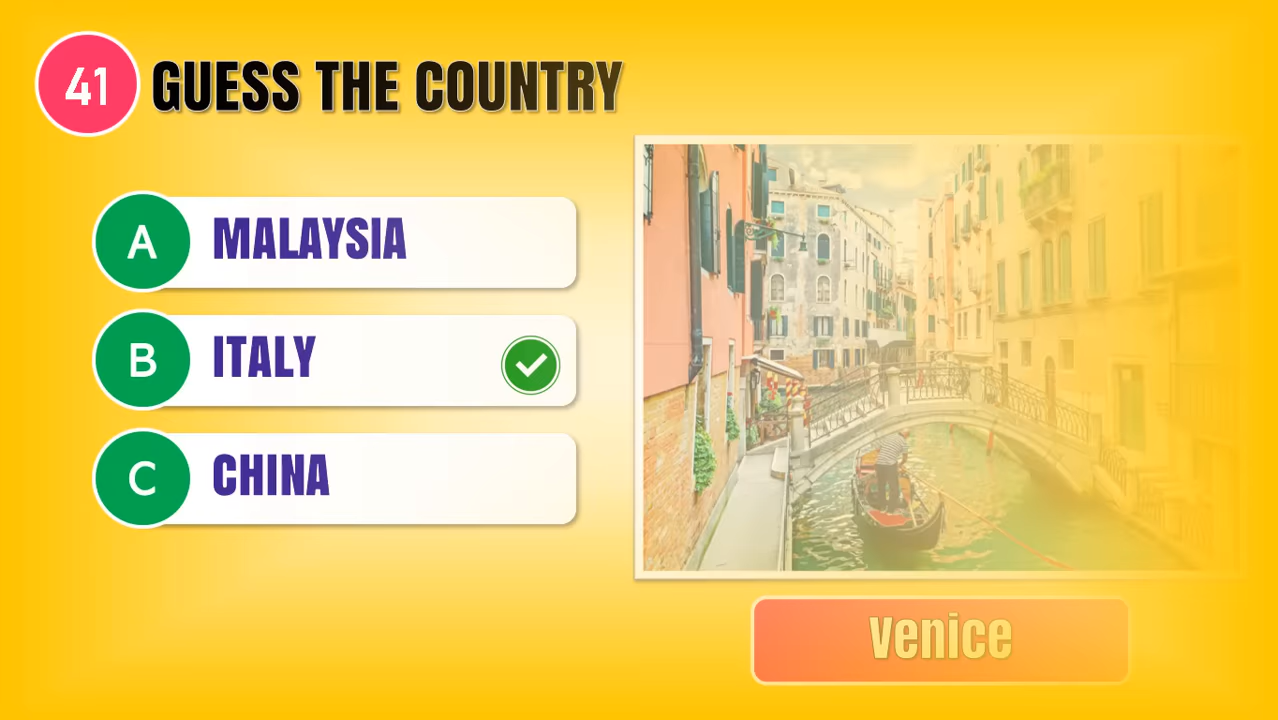 41 GUESS THE COUNTRY
A MALAYSIA
B ITALY
C CHINA
Venice